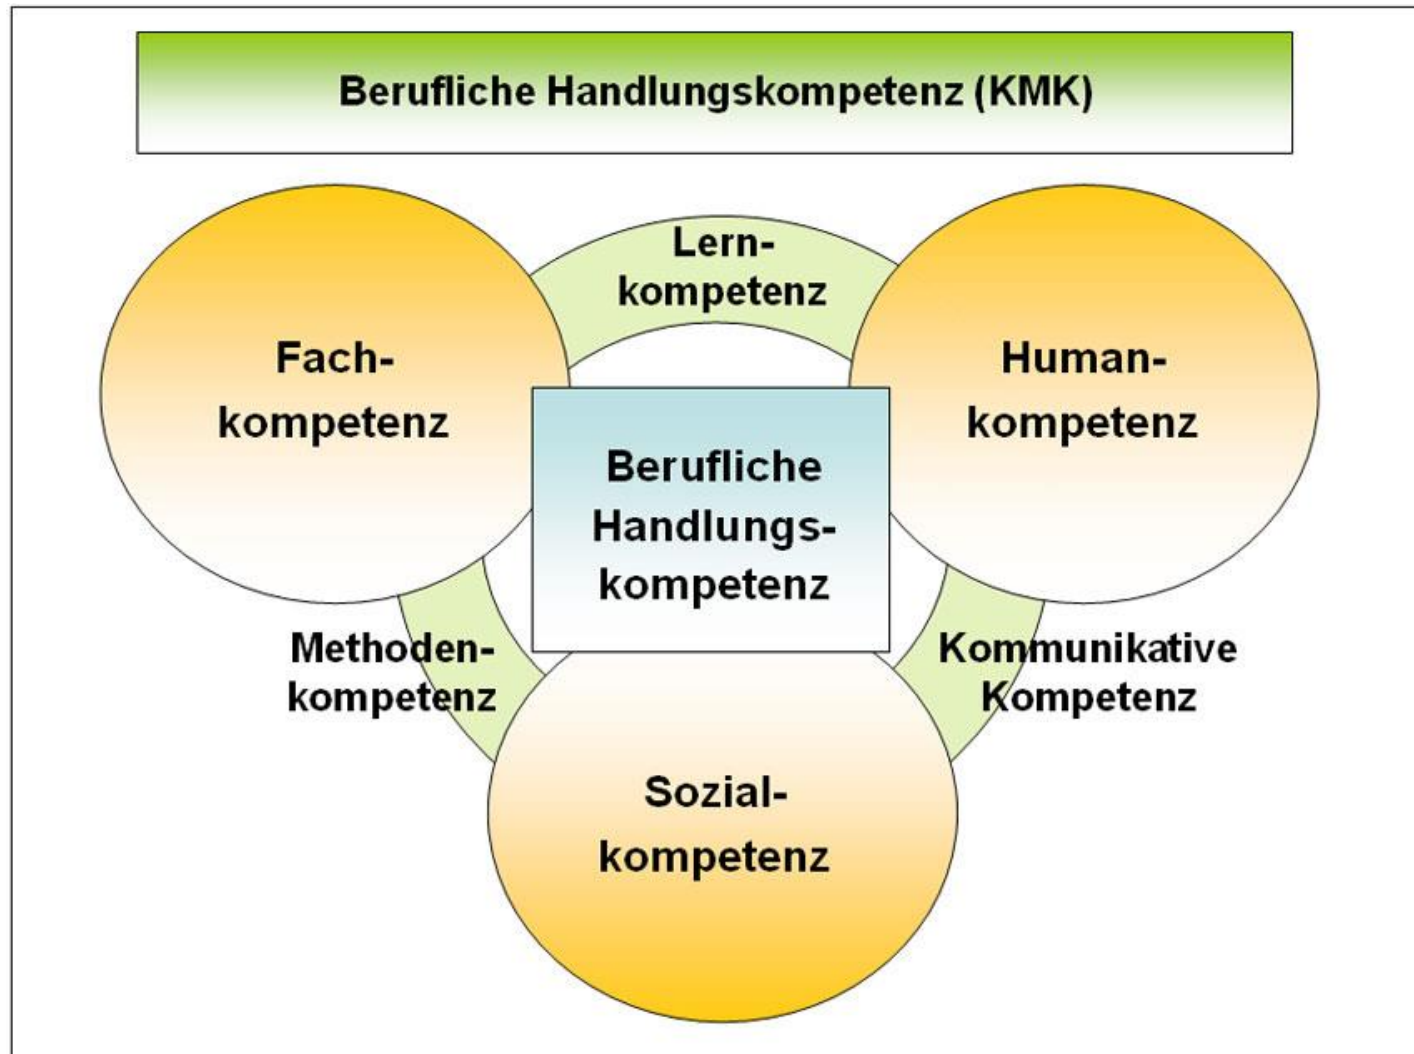 Berufliche Handlungskompetenz (KMK)
Lern-
kompetenz
Fach-
kompetenz
Human-
kompetenz
Berufliche
Handlungs-
kompetenz
Methoden-
kompetenz
Kommunikative
Kompetenz
Sozial-
kompetenz